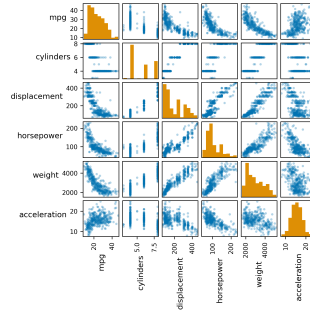 mpg
40
30
20
10
cylinders
8
6
4
displacement
400
200
horsepower
200
100
weight
4000
2000
acceleration
20
10
20 40
5.0 7.5
200 400
100 200
2000 4000
10 20
mpg
cylinders
displacement
horsepower
weight
acceleration